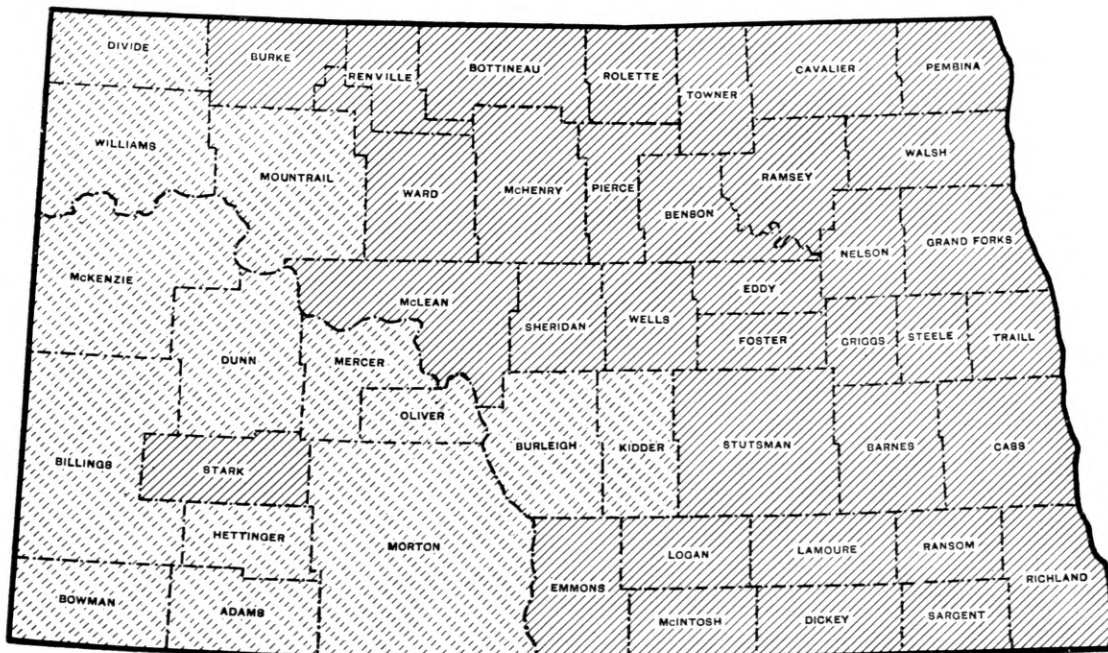 DIVIDE
BURKE
RENVILLE
BOTTINEAU
ROLETTE
TOWNER
CAVALIER
PEMBINA
WILLIAMS
MOUNTRAIL
WARD
McHENRY
PIERCE
BENSON
RAMSEY
WALSH
McKENZIE
NELSON
GRAND FORKS
McLEAN
EDDY
SHERIDAN
WELLS
DUNN
MERCER
FOSTER
GRIGGS
STEELE
TRAILL
OLIVER
BILLINGS
STARK
BURLEIGH
KIDDER
STUTSMAN
BARNES
CASS
HETTINGER
MORTON
LOGAN
LAMOURE
RANSOM
BOWMAN
ADAMS
EMMONS
McINTOSH
DICKEY
SARGENT
RICHLAND